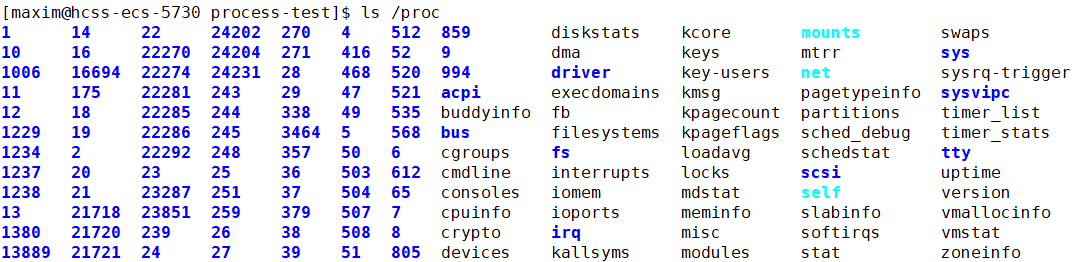 [maxim@hcss-ecs-5730 process-test]$ ls /proc
1 14 22 24202 270 4 512 859 diskstats kcore mounts swaps
10 16 22270 24204 271 416 52 9 dma keys mtrr sys
1006 16694 22274 24231 28 468 520 994 driver key-users net sysrq-trigger
11 175 22281 243 29 47 521 acpi execdomains kmsg pagetypeinfo sysvipc
12 18 22285 244 338 49 535 buddyinfo fb kpagecount partitions timer_list
1229 19 22286 245 3464 5 568 bus filesystems kpageflags sched_debug timer_stats
1234 2 22292 248 357 50 6 cgroups fs loadavg schedstat tty
1237 20 23 25 36 503 612 cmdline interrupts locks scsi uptime
1238 21 23287 251 37 504 65 consoles iomem mdstat self version
13 21718 23851 259 379 507 7 cpuinfo ioports meminfo slabinfo vmallocinfo
1380 21720 239 26 38 508 8 crypto irq misc softirqs vmstat
13889 21721 24 27 39 51 805 devices kallsyms modules stat zoneinfo